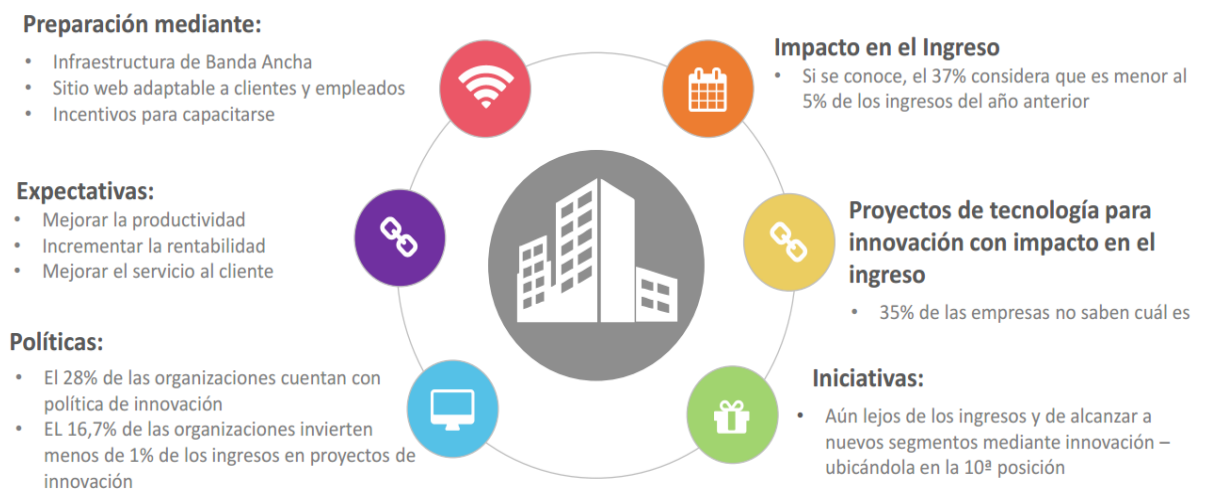 Preparación mediante:
• Infraestructura de Banda Ancha
• Sitio web adaptable a clientes y empleados
• Incentivos para capacitarse
Expectativas:
• Mejorar la productividad
• Incrementar la rentabilidad
• Mejorar el servicio al cliente
Políticas:
• El 28% de las organizaciones cuentan con
política de innovación
• EL 16,7% de las organizaciones invierten
menos de 1% de los ingresos en proyectos de
innovación
Impacto en el Ingreso
• Si se conoce, el 37% considera que es menor al
5% de los ingresos del año anterior
Proyectos de tecnología para
innovación con impacto en el
ingreso
• 35% de las empresas no saben cuál es
Iniciativas:
• Aún lejos de los ingresos y de alcanzar a
nuevos segmentos mediante innovación –
ubicándola en la 10ª posición